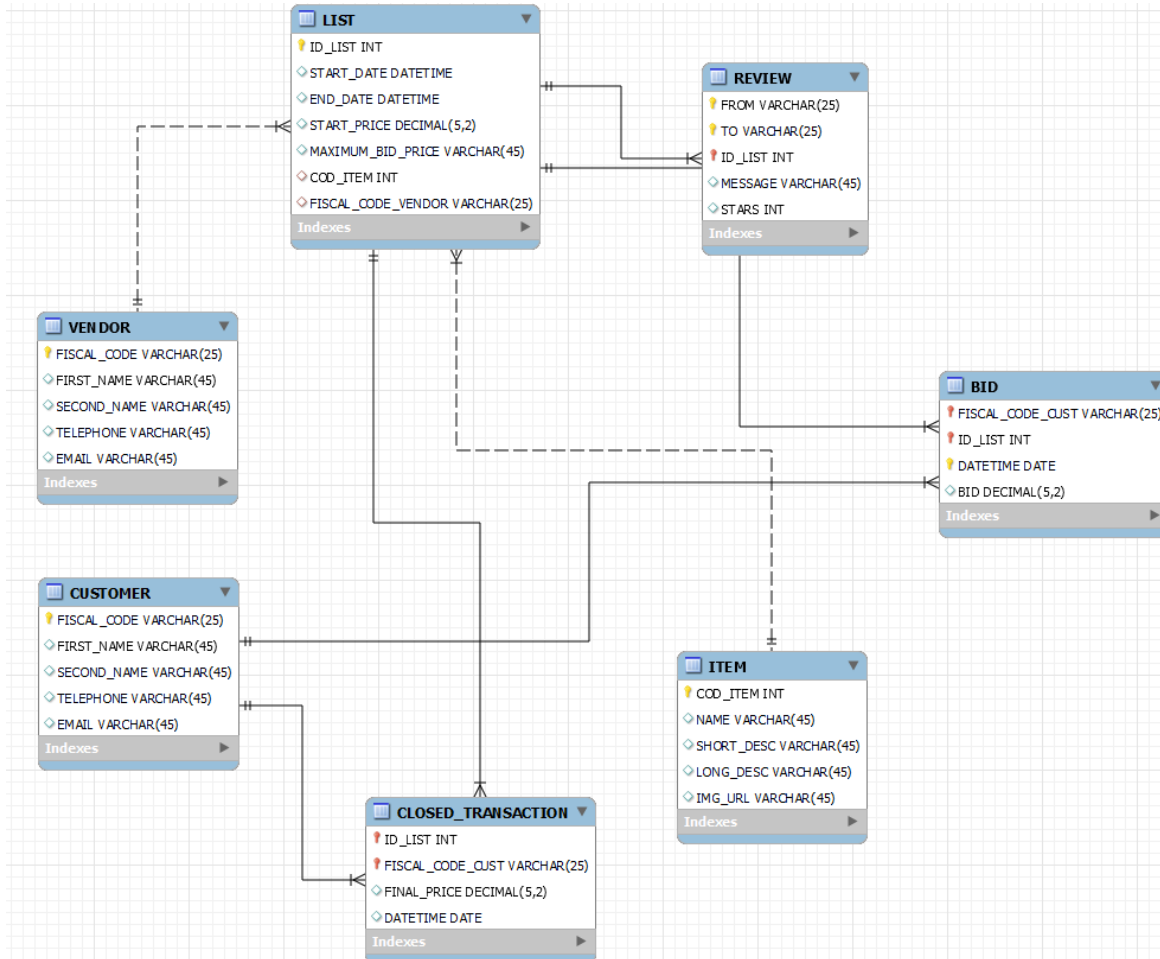 LIST
ID_LIST INT
START_DATE DATETIME
END_DATE DATETIME
START_PRICE DECIMAL(5,2)
MAXIMUM_BID_PRICE VARCHAR(45)
COD_ITEM INT
FISCAL_CODE_VENDOR VARCHAR(25)
Indexes
REVIEW
FROM VARCHAR(25)
TO VARCHAR(25)
ID_LIST INT
MESSAGE VARCHAR(45)
STARS INT
Indexes
VENDOR
FISCAL_CODE VARCHAR(25)
FIRST_NAME VARCHAR(45)
SECOND_NAME VARCHAR(45)
TELEPHONE VARCHAR(45)
EMAIL VARCHAR(45)
Indexes
BID
FISCAL_CODE_CUST VARCHAR(25)
ID_LIST INT
DATETIME DATE
BID DECIMAL(5,2)
Indexes
CUSTOMER
FISCAL_CODE VARCHAR(25)
FIRST_NAME VARCHAR(45)
SECOND_NAME VARCHAR(45)
TELEPHONE VARCHAR(45)
EMAIL VARCHAR(45)
Indexes
ITEM
COD_ITEM INT
NAME VARCHAR(45)
SHORT_DESC VARCHAR(45)
LONG_DESC VARCHAR(45)
IMG_URL VARCHAR(45)
Indexes
CLOSED_TRANSACTION
ID_LIST INT
FISCAL_CODE_CUST VARCHAR(25)
FINAL_PRICE DECIMAL(5,2)
DATETIME DATE
Indexes